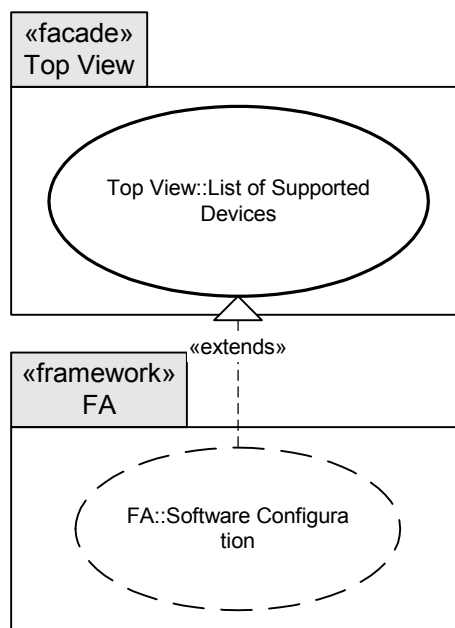 «facade»
Top View
Top View::List of Supported
Devices
«extends»
«framework»
FA
FA::Software Configura
tion